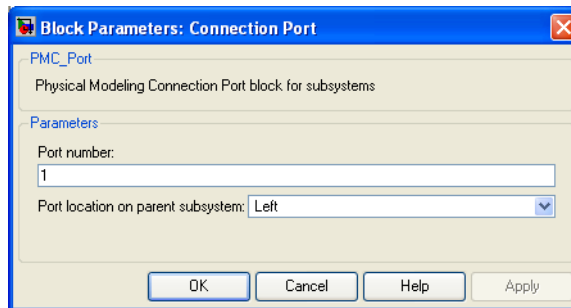 Block Parameters: Connection Port
PMC_Port
Physical Modeling Connection Port block for subsystems
Parameters
Port number:
1
Port location on parent subsystem: Left
OK Cancel Help Apply